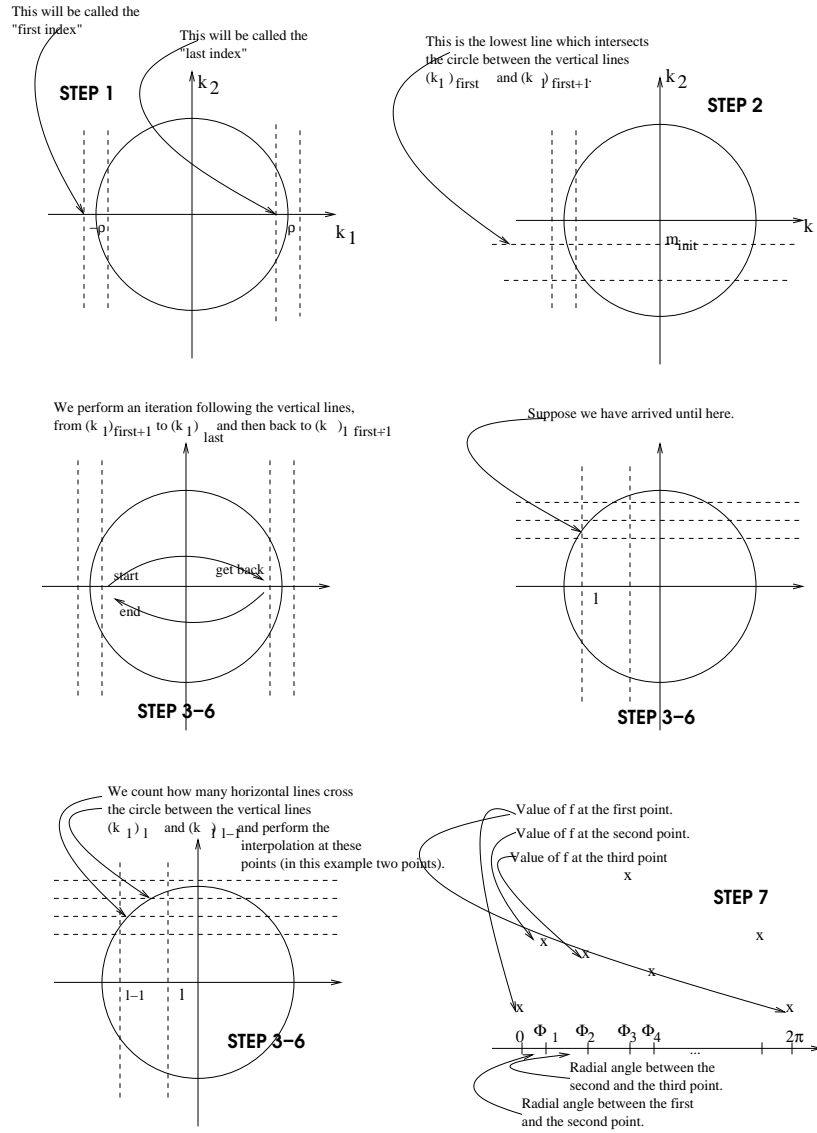 This will be called the
"first index"
This will be called the
"last index"
STEP 1
k2
−ρ
ρ
k1
This is the lowest line which intersects
the circle between the vertical lines
(k1)first and (k1)first+1.
k2
STEP 2
k
minit
We perform an iteration following the vertical lines,
from (k1)first+1 to (k1)last and then back to (k)1 first+1
start
get back
end
STEP 3−6
Suppose we have arrived until here.
l
STEP 3−6
We count how many horizontal lines cross
the circle between the vertical lines
(k1)l and (k1)l−1 and perform the
interpolation at these
points (in this example two points).
l−1
l
STEP 3−6
Value of f at the first point.
Value of f at the second point.
Value of f at the third point
x
STEP 7
x
x
x
x
x
x
0 Φ1 Φ2 Φ3 Φ4 2π
...
Radial angle between the
second and the third point.
Radial angle between the first
and the second point.